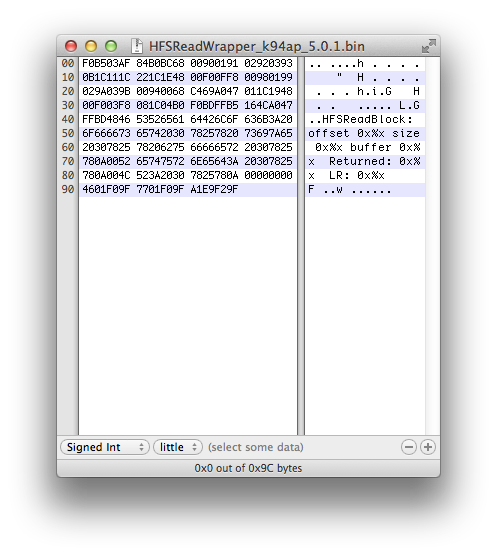 HFSReadWrapper_k94ap_5.0.1.bin
00 F0B503AF 84B0BC68 00900191 02920393 .. .....h . . . . .
10 0B1C111C 221C1E48 00F00FF8 00980199 " H . . . .
20 029A039B 00940068 C469A047 011C1948 . . . h.i.G H
30 00F003F8 081C04B0 F0BDFFB5 164CA047 . . .....L.G
40 FFBD4846 53526561 64426C6F 636B3A20 ..HFSReadBlock:
50 6F666673 65742030 78257820 73697A65 offset 0x%x size
60 20307825 78206275 66666572 20307825 0x%x buffer 0x%
70 780A0052 65747572 6E65643A 20307825 x Returned: 0x%
80 780A004C 523A2030 7825780A 00000000 x LR: 0x%x
90 4601F09F 7701F09F A1E9F29F F ..w ......
Signed Int little (select some data)
0x0 out of 0x9C bytes